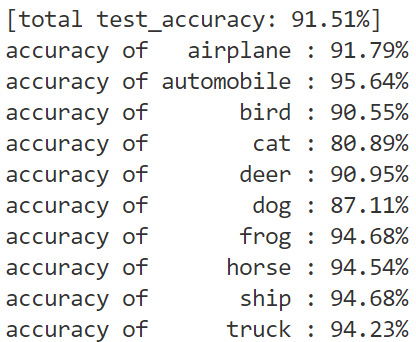 [total test_accuracy: 91.51%]
accuracy of   airplane : 91.79%
accuracy of automobile : 95.64%
accuracy of       bird : 90.55%
accuracy of        cat : 80.89%
accuracy of       deer : 90.95%
accuracy of        dog : 87.11%
accuracy of       frog : 94.68%
accuracy of      horse : 94.54%
accuracy of       ship : 94.68%
accuracy of      truck : 94.23%